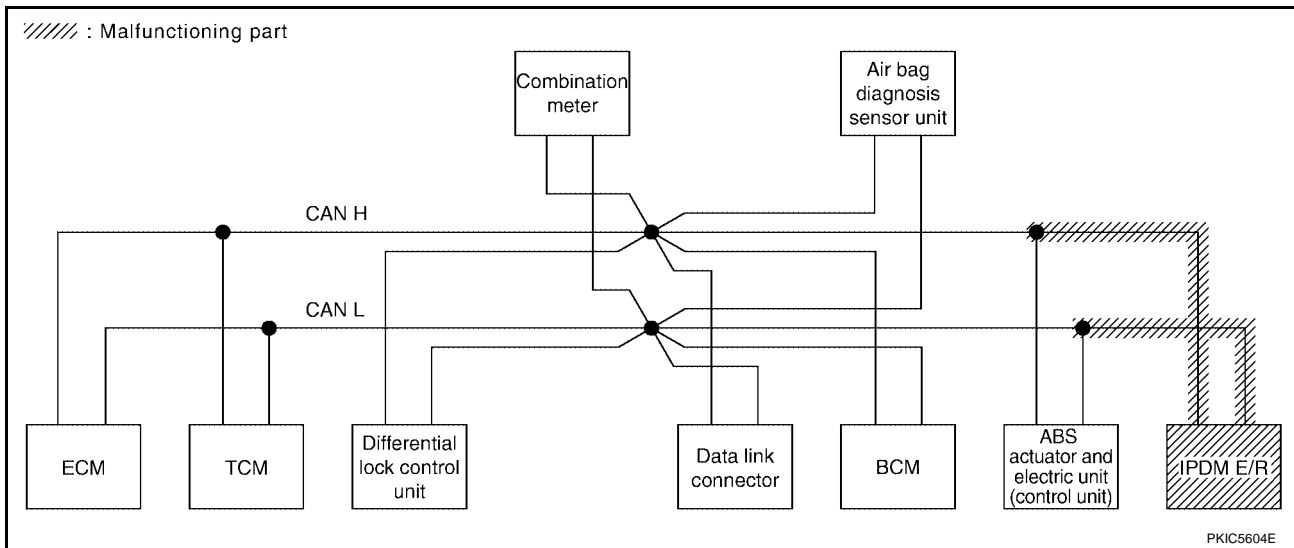 : Malfunctioning part
Combination
meter
Air bag
diagnosis
sensor unit
CAN H
CAN L
ECM
TCM
Differential
lock control
unit
Data link
connector
BCM
ABS
actuator and
electric unit
(control unit)
IPDM E/R
PKIC5604E